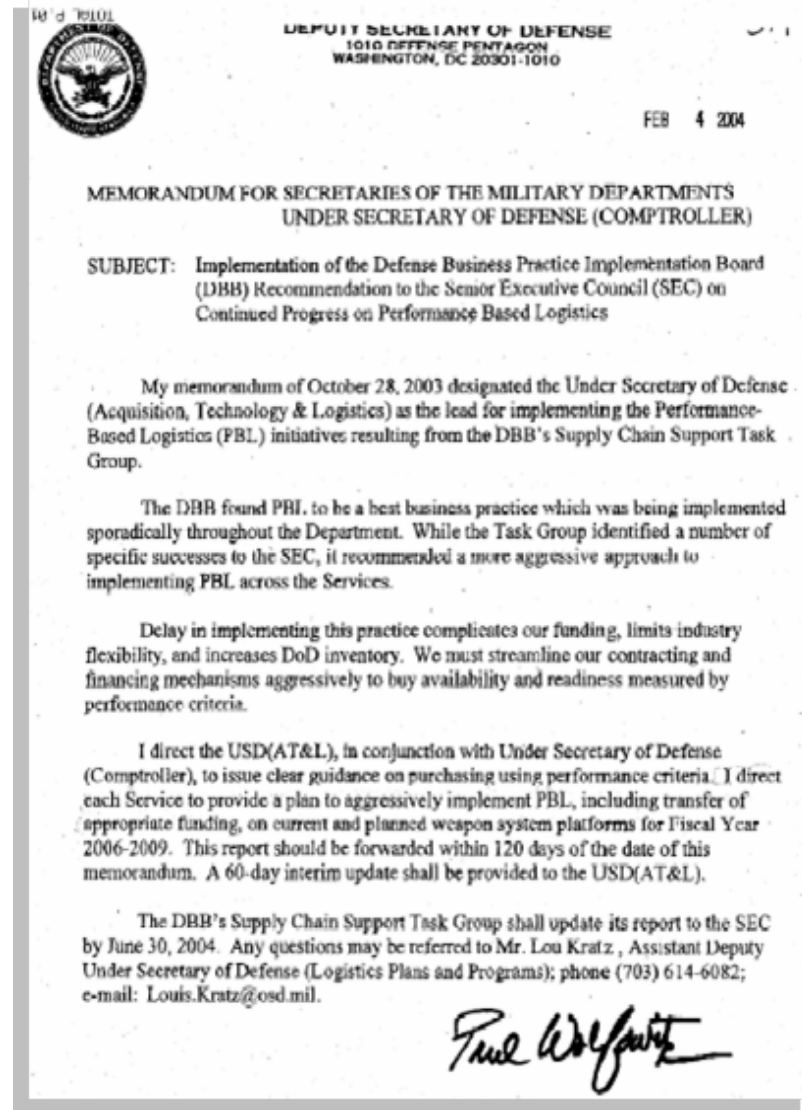 TOTAL P.01
DEPUTY SECRETARY OF DEFENSE
1010 DEFENSE PENTAGON
WASHINGTON, DC 20301-1010
FEB 4 2004
MEMORANDUM FOR SECRETARIES OF THE MILITARY DEPARTMENTS
UNDER SECRETARY OF DEFENSE (COMPTROLLER)
SUBJECT: Implementation of the Defense Business Practice Implementation Board
(DBB) Recommendation to the Senior Executive Council (SEC) on
Continued Progress on Performance Based Logistics
My memorandum of October 28, 2003 designated the Under Secretary of Defense
(Acquisition, Technology & Logistics) as the lead for implementing the Performance-
Based Logistics (PBL) initiatives resulting from the DBB's Supply Chain Support Task
Group.
The DBB found PBL to be a best business practice which was being implemented
sporadically throughout the Department. While the Task Group identified a number of
specific successes to the SEC, it recommended a more aggressive approach to
implementing PBL across the Services.
Delay in implementing this practice complicates our funding, limits industry
flexibility, and increases DoD inventory. We must streamline our contracting and
financing mechanisms aggressively to buy availability and readiness measured by
performance criteria.
I direct the USD(AT&L), in conjunction with Under Secretary of Defense
(Comptroller), to issue clear guidance on purchasing using performance criteria. I direct
each Service to provide a plan to aggressively implement PBL, including transfer of
appropriate funding, on current and planned weapon system platforms for Fiscal Year
2006-2009. This report should be forwarded within 120 days of the date of this
memorandum. A 60-day interim update shall be provided to the USD(AT&L).
The DBB's Supply Chain Support Task Group shall update its report to the SEC
by June 30, 2004. Any questions may be referred to Mr. Lou Kratz , Assistant Deputy
Under Secretary of Defense (Logistics Plans and Programs); phone (703) 614-6082;
e-mail: Louis.Kratz@osd.mil.
Paul Wolfowitz